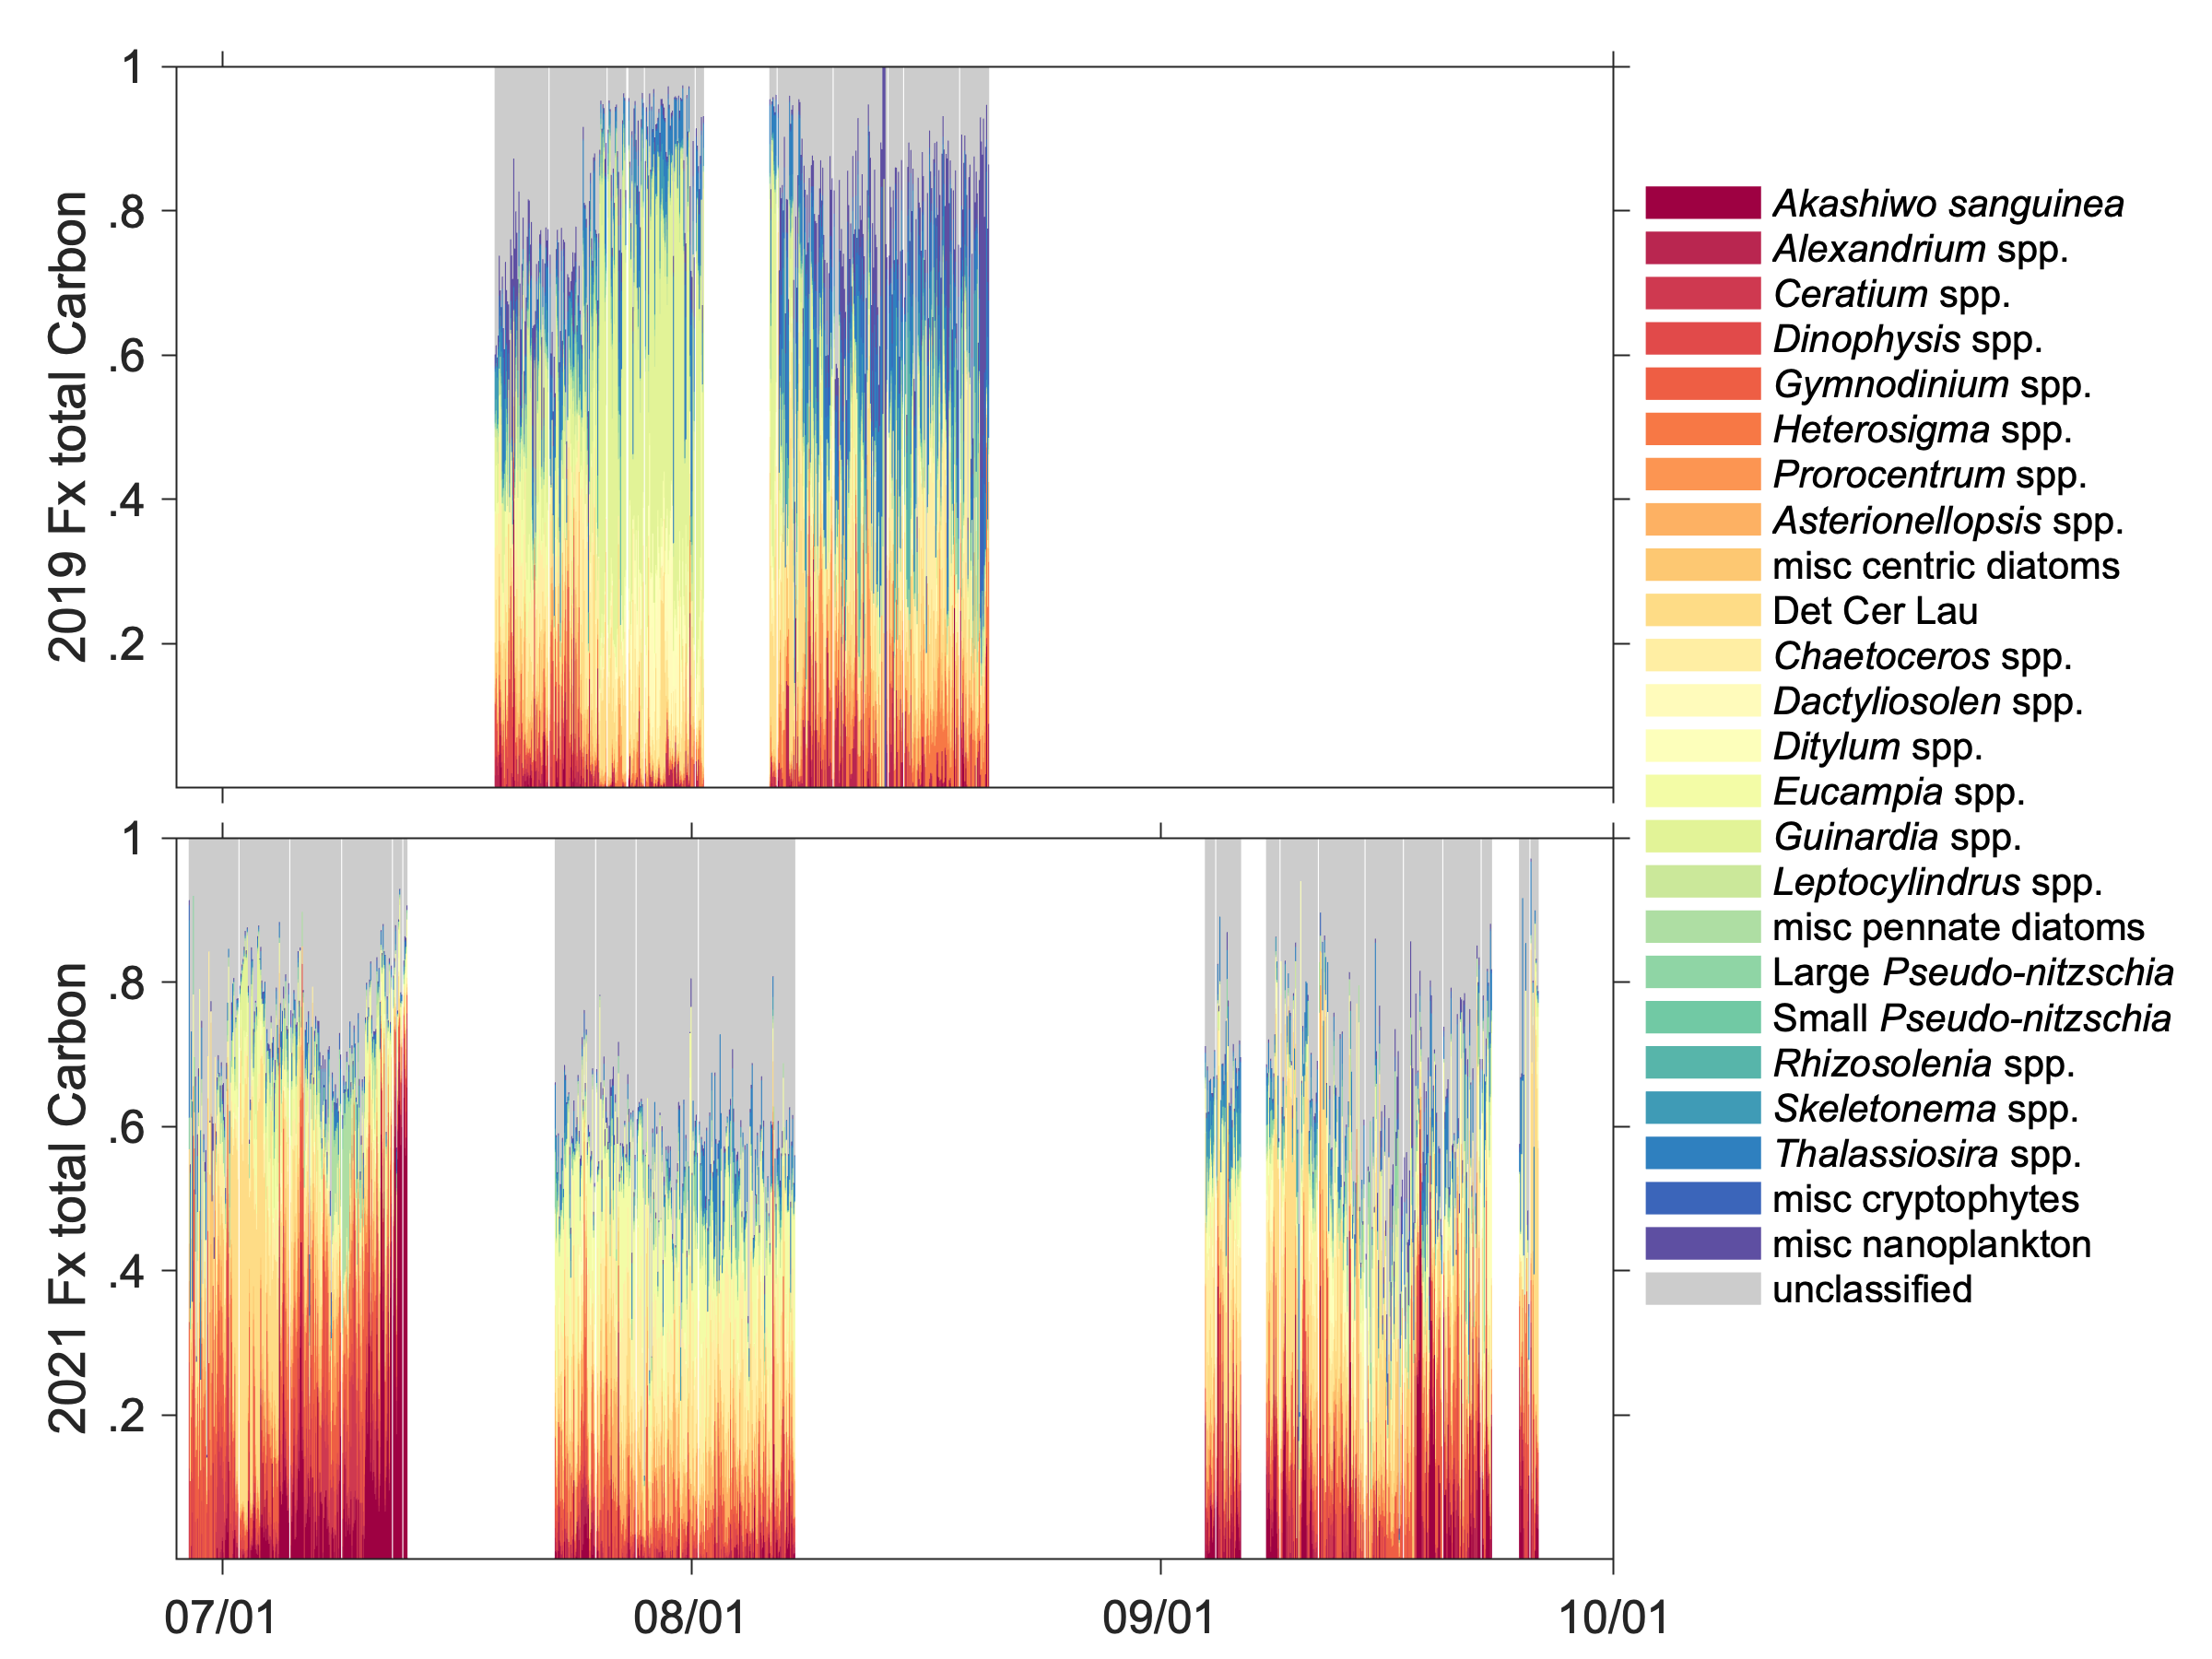 2019 Fx total Carbon
1
.8
.6
.4
.2
2021 Fx total Carbon
1
.8
.6
.4
.2
07/01
08/01
09/01
10/01
Akashiwo sanguinea
Alexandrium spp.
Ceratium spp.
Dinophysis spp.
Gymnodinium spp.
Heterosigma spp.
Prorocentrum spp.
Asterionellopsis spp.
misc centric diatoms
Det Cer Lau
Chaetoceros spp.
Dactyliosolen spp.
Ditylum spp.
Eucampia spp.
Guinardia spp.
Leptocylindrus spp.
misc pennate diatoms
Large Pseudo-nitzschia
Small Pseudo-nitzschia
Rhizosolenia spp.
Skeletonema spp.
Thalassiosira spp.
misc cryptophytes
misc nanoplankton
unclassified